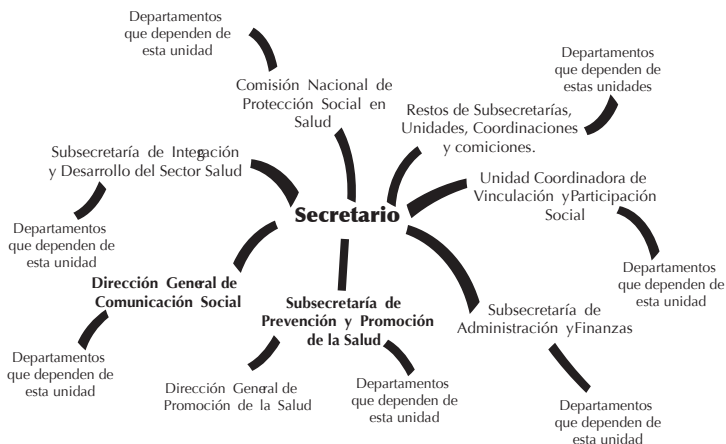 Departamentos
que dependen de
esta unidad
Comisión Nacional de
Protección Social en
Salud
Departamentos
que dependen de
estas unidades
Restos de Subsecretarías,
Unidades, Coordinaciones
y comiciones.
Subsecretaría de Integración
y Desarrollo del Sector Salud
Unidad Coordinadora de
Vinculación y Participación
Social
Secretario
Departamentos
que dependen de
esta unidad
Departamentos
que dependen de
esta unidad
Dirección General de
Comunicación Social
Subsecretaría de
Prevención y Promoción
de la Salud
Subsecretaría de
Administración y Finanzas
Departamentos
que dependen de
esta unidad
Dirección General de
Promoción de la Salud
Departamentos
que dependen de
esta unidad
Departamentos
que dependen de
esta unidad